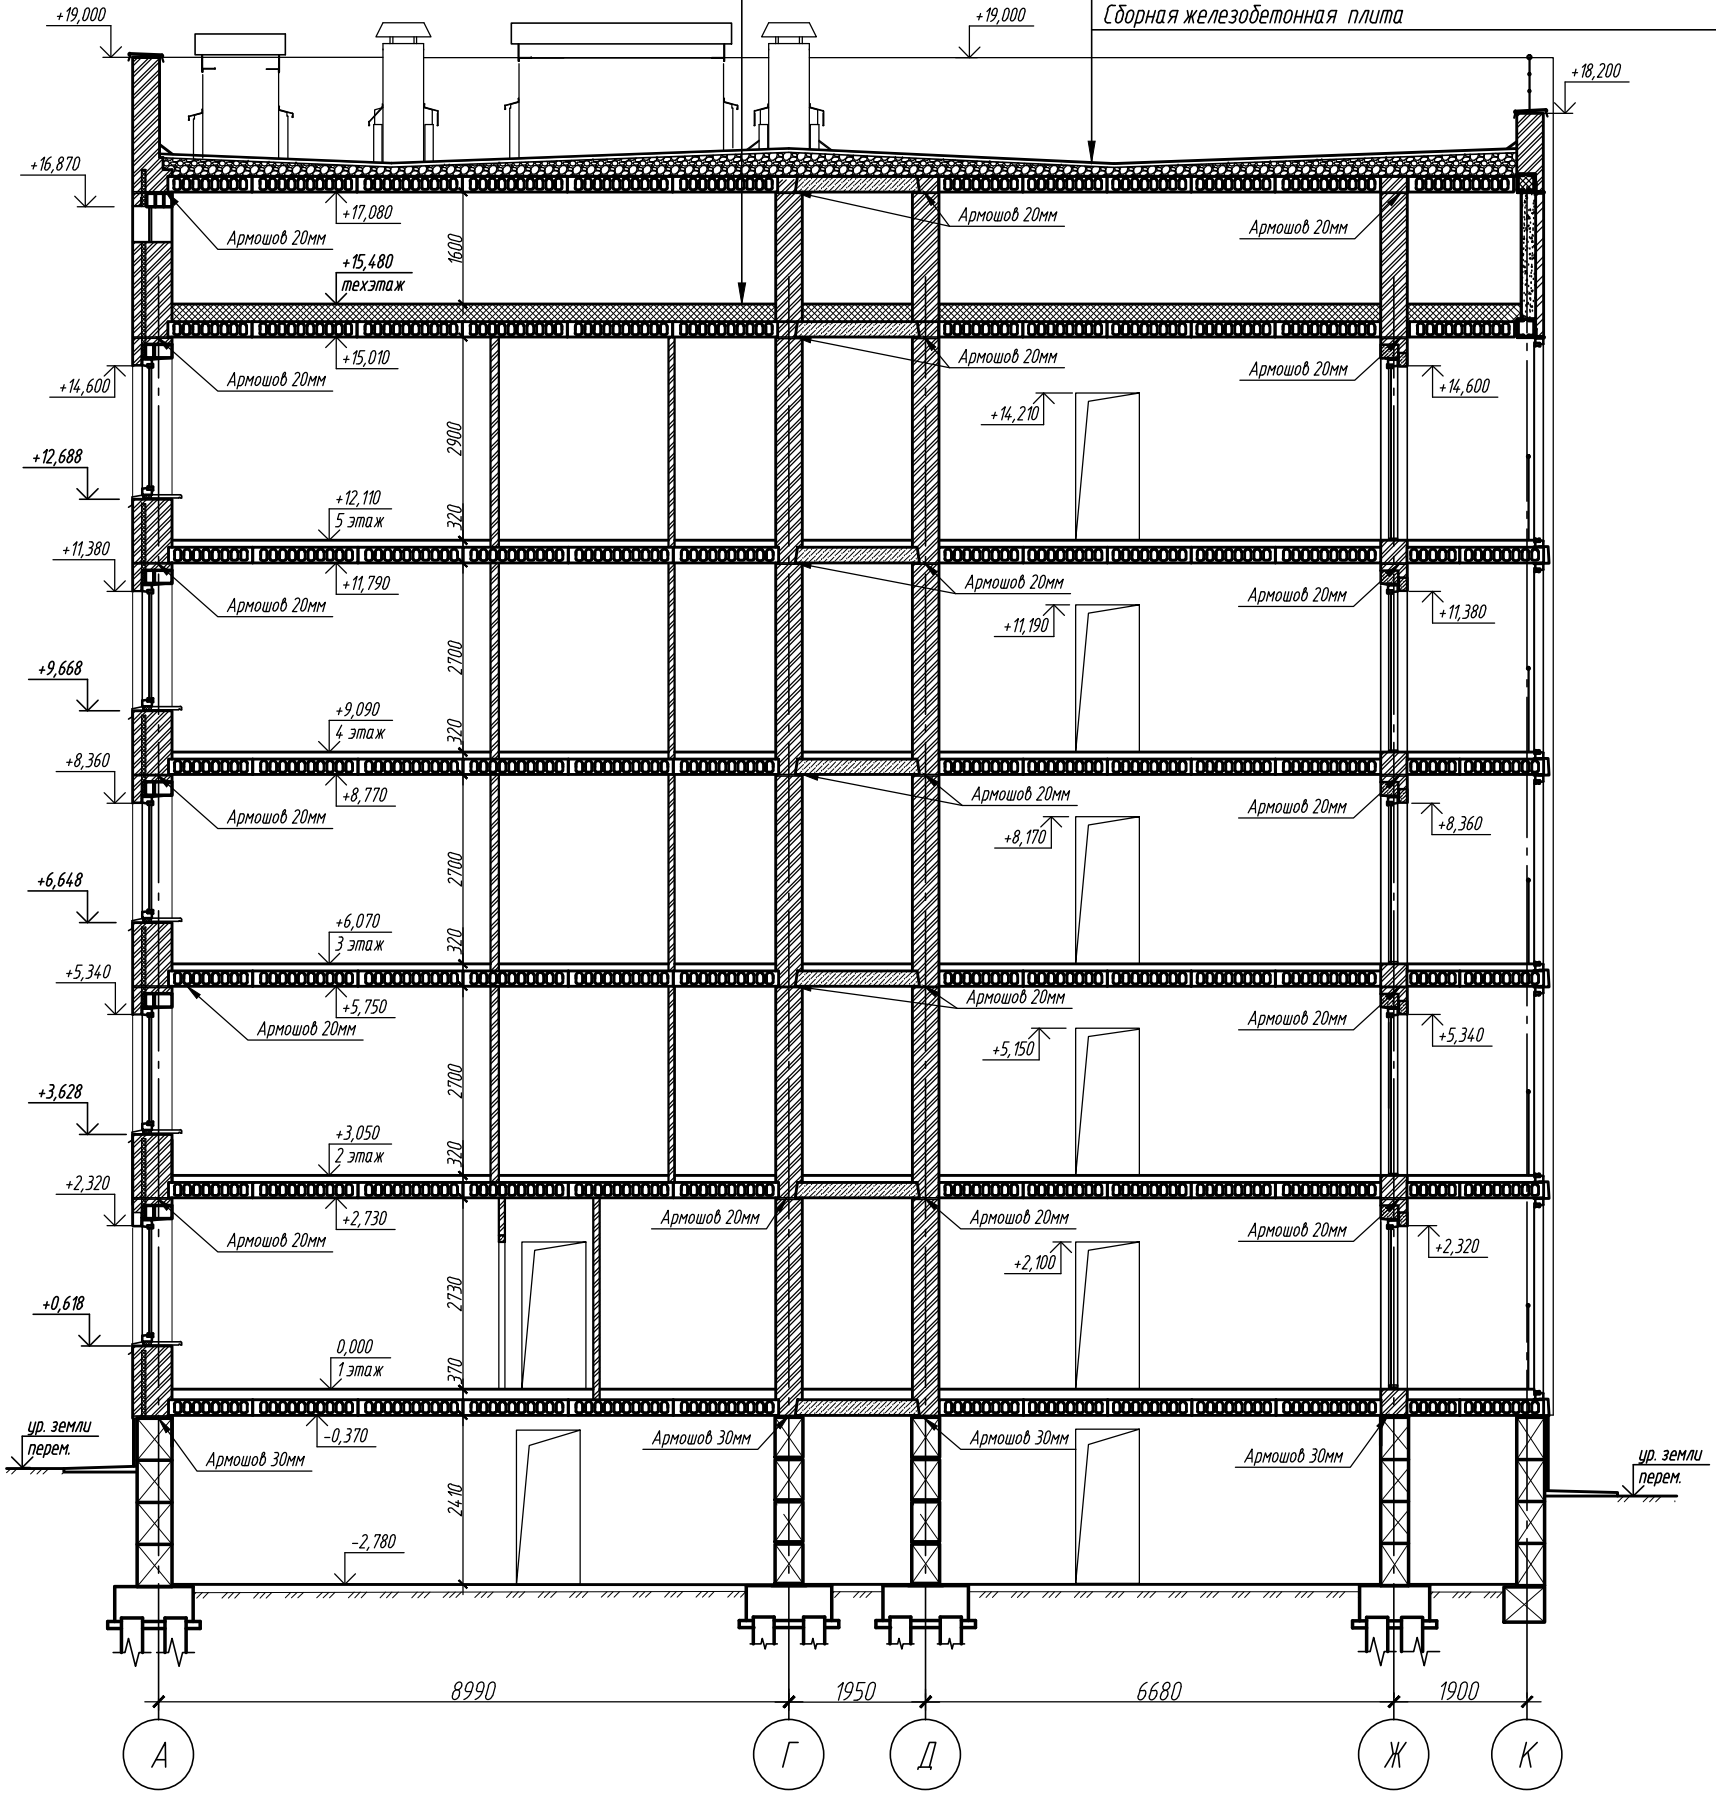 +19,000
+19,000
Сборная железобетонная плита
+18,200
+16,870
+17,080
Армошов 20мм
Армошов 20мм
Армошов 20мм
1600
+15,480
техэтаж
+15,010
Армошов 20мм
Армошов 20мм
Армошов 20мм
+14,600
+14,600
+14,210
2900
+12,688
+12,110
5 этаж
320
+11,380
+11,790
Армошов 20мм
Армошов 20мм
Армошов 20мм
+11,380
+11,190
2700
+9,668
+9,090
4 этаж
320
+8,360
+8,770
Армошов 20мм
Армошов 20мм
Армошов 20мм
+8,360
+8,170
2700
+6,648
+6,070
3 этаж
320
+5,340
+5,750
Армошов 20мм
Армошов 20мм
Армошов 20мм
+5,340
+5,150
2700
+3,628
+3,050
2 этаж
320
+2,320
+2,730
Армошов 20мм
Армошов 20мм
Армошов 20мм
Армошов 20мм
+2,320
+2,100
2730
+0,618
0,000
1 этаж
370
ур. земли
перем.
-0,370
Армошов 30мм
Армошов 30мм
Армошов 30мм
Армошов 30мм
ур. земли
перем.
2410
-2,780
8990
1950
6680
1900
А
Г
Д
Ж
К